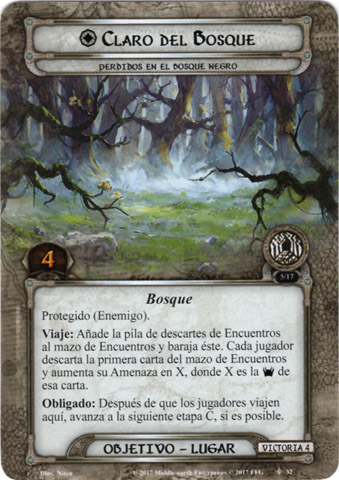 Claro del Bosque
Perdidos en el Bosque Negro
4
5/17
Bosque
Protegido (Enemigo).
Viaje: Añade la pila de descartes de Encuentros
al mazo de Encuentros y baraja éste. Cada jugador
descarta la primera carta del mazo de Encuentros
y aumenta su Amenaza en X, donde X es la
de esa carta.
Obligado: Después de que los jugadores viajen
aquí, avanza a la siguiente etapa C, si es posible.
Objetivo – Lugar
Victoria 4
Ilus. © 2017 Middle-earth Enterprises © 2017 FFG 32